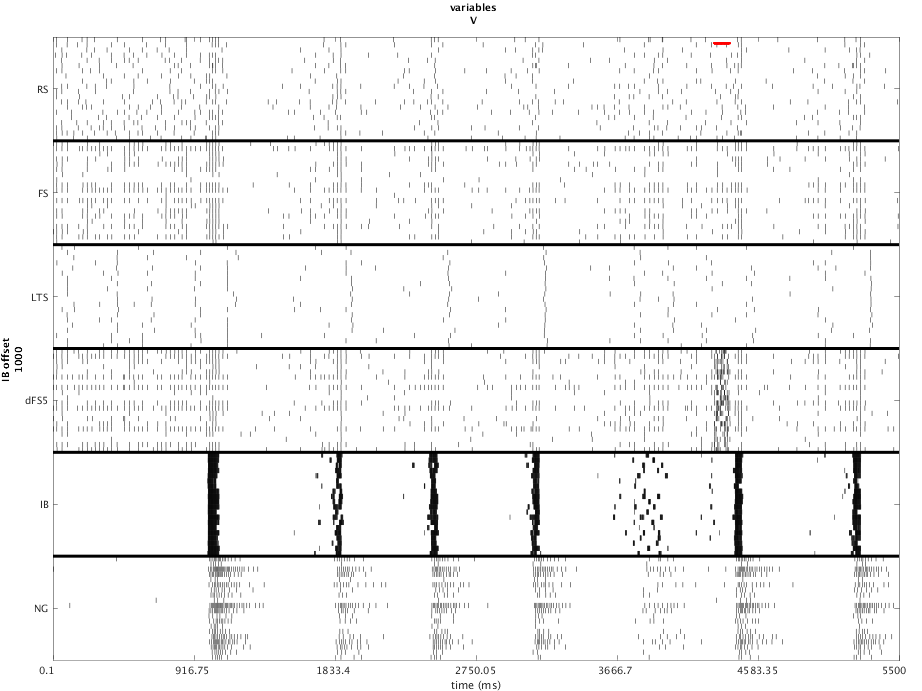 variables
V
RS
FS
LTS
IB offset
1000
dFS5
IB
NG
0.1 916.75 1833.4 2750.05 3666.7 4583.35 5500
time (ms)